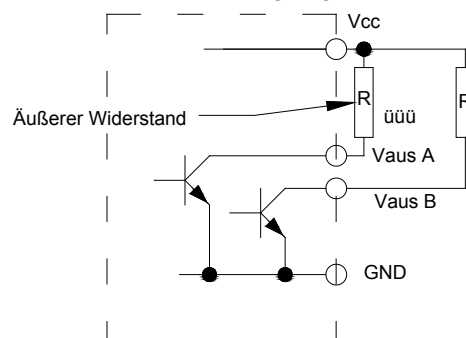 Vcc
R
R
Äußerer Widerstand
üüü
Vaus A
Vaus B
GND